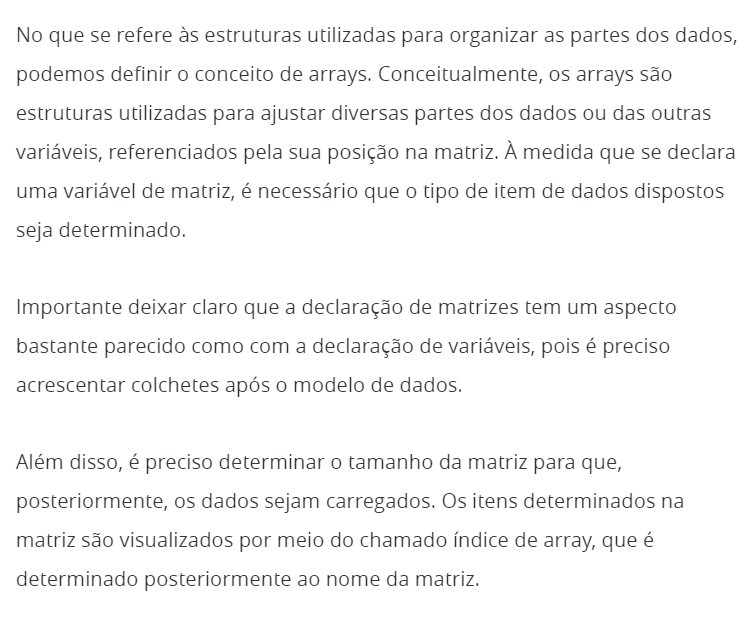 No que se refere às estruturas utilizadas para organizar as partes dos dados,
podemos definir o conceito de arrays. Conceitualmente, os arrays são
estruturas utilizadas para ajustar diversas partes dos dados ou das outras
variáveis, referenciados pela sua posição na matriz. À medida que se declara
uma variável de matriz, é necessário que o tipo de item de dados dispostos
seja determinado.
Importante deixar claro que a declaração de matrizes tem um aspecto
bastante parecido como com a declaração de variáveis, pois é preciso
acrescentar colchetes após o modelo de dados.
Além disso, é preciso determinar o tamanho da matriz para que,
posteriormente, os dados sejam carregados. Os itens determinados na
matriz são visualizados por meio do chamado índice de array, que é
determinado posteriormente ao nome da matriz.